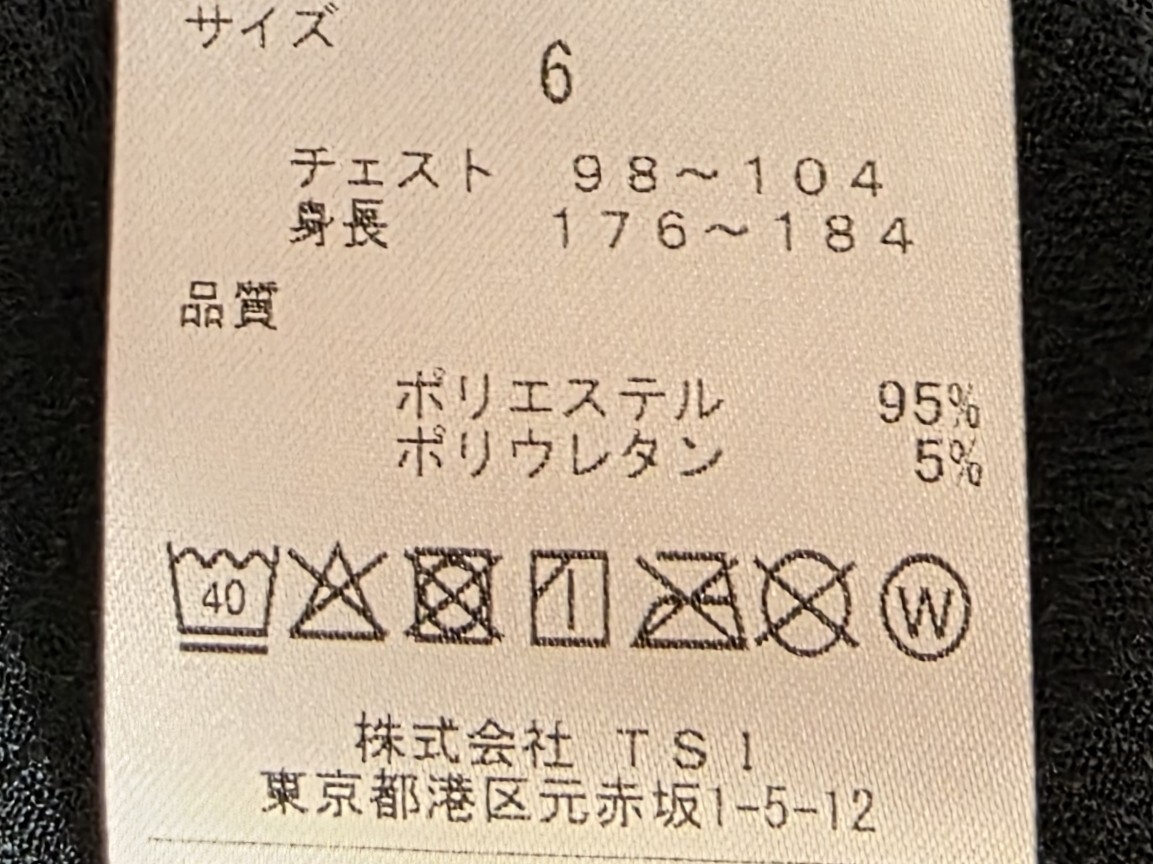 サイズ
6
チェスト 98～104
身長 176～184
品質
ポリエステル 95%
ポリウレタン 5%
40 W
株式会社 TSI
東京都港区元赤坂1-5-12